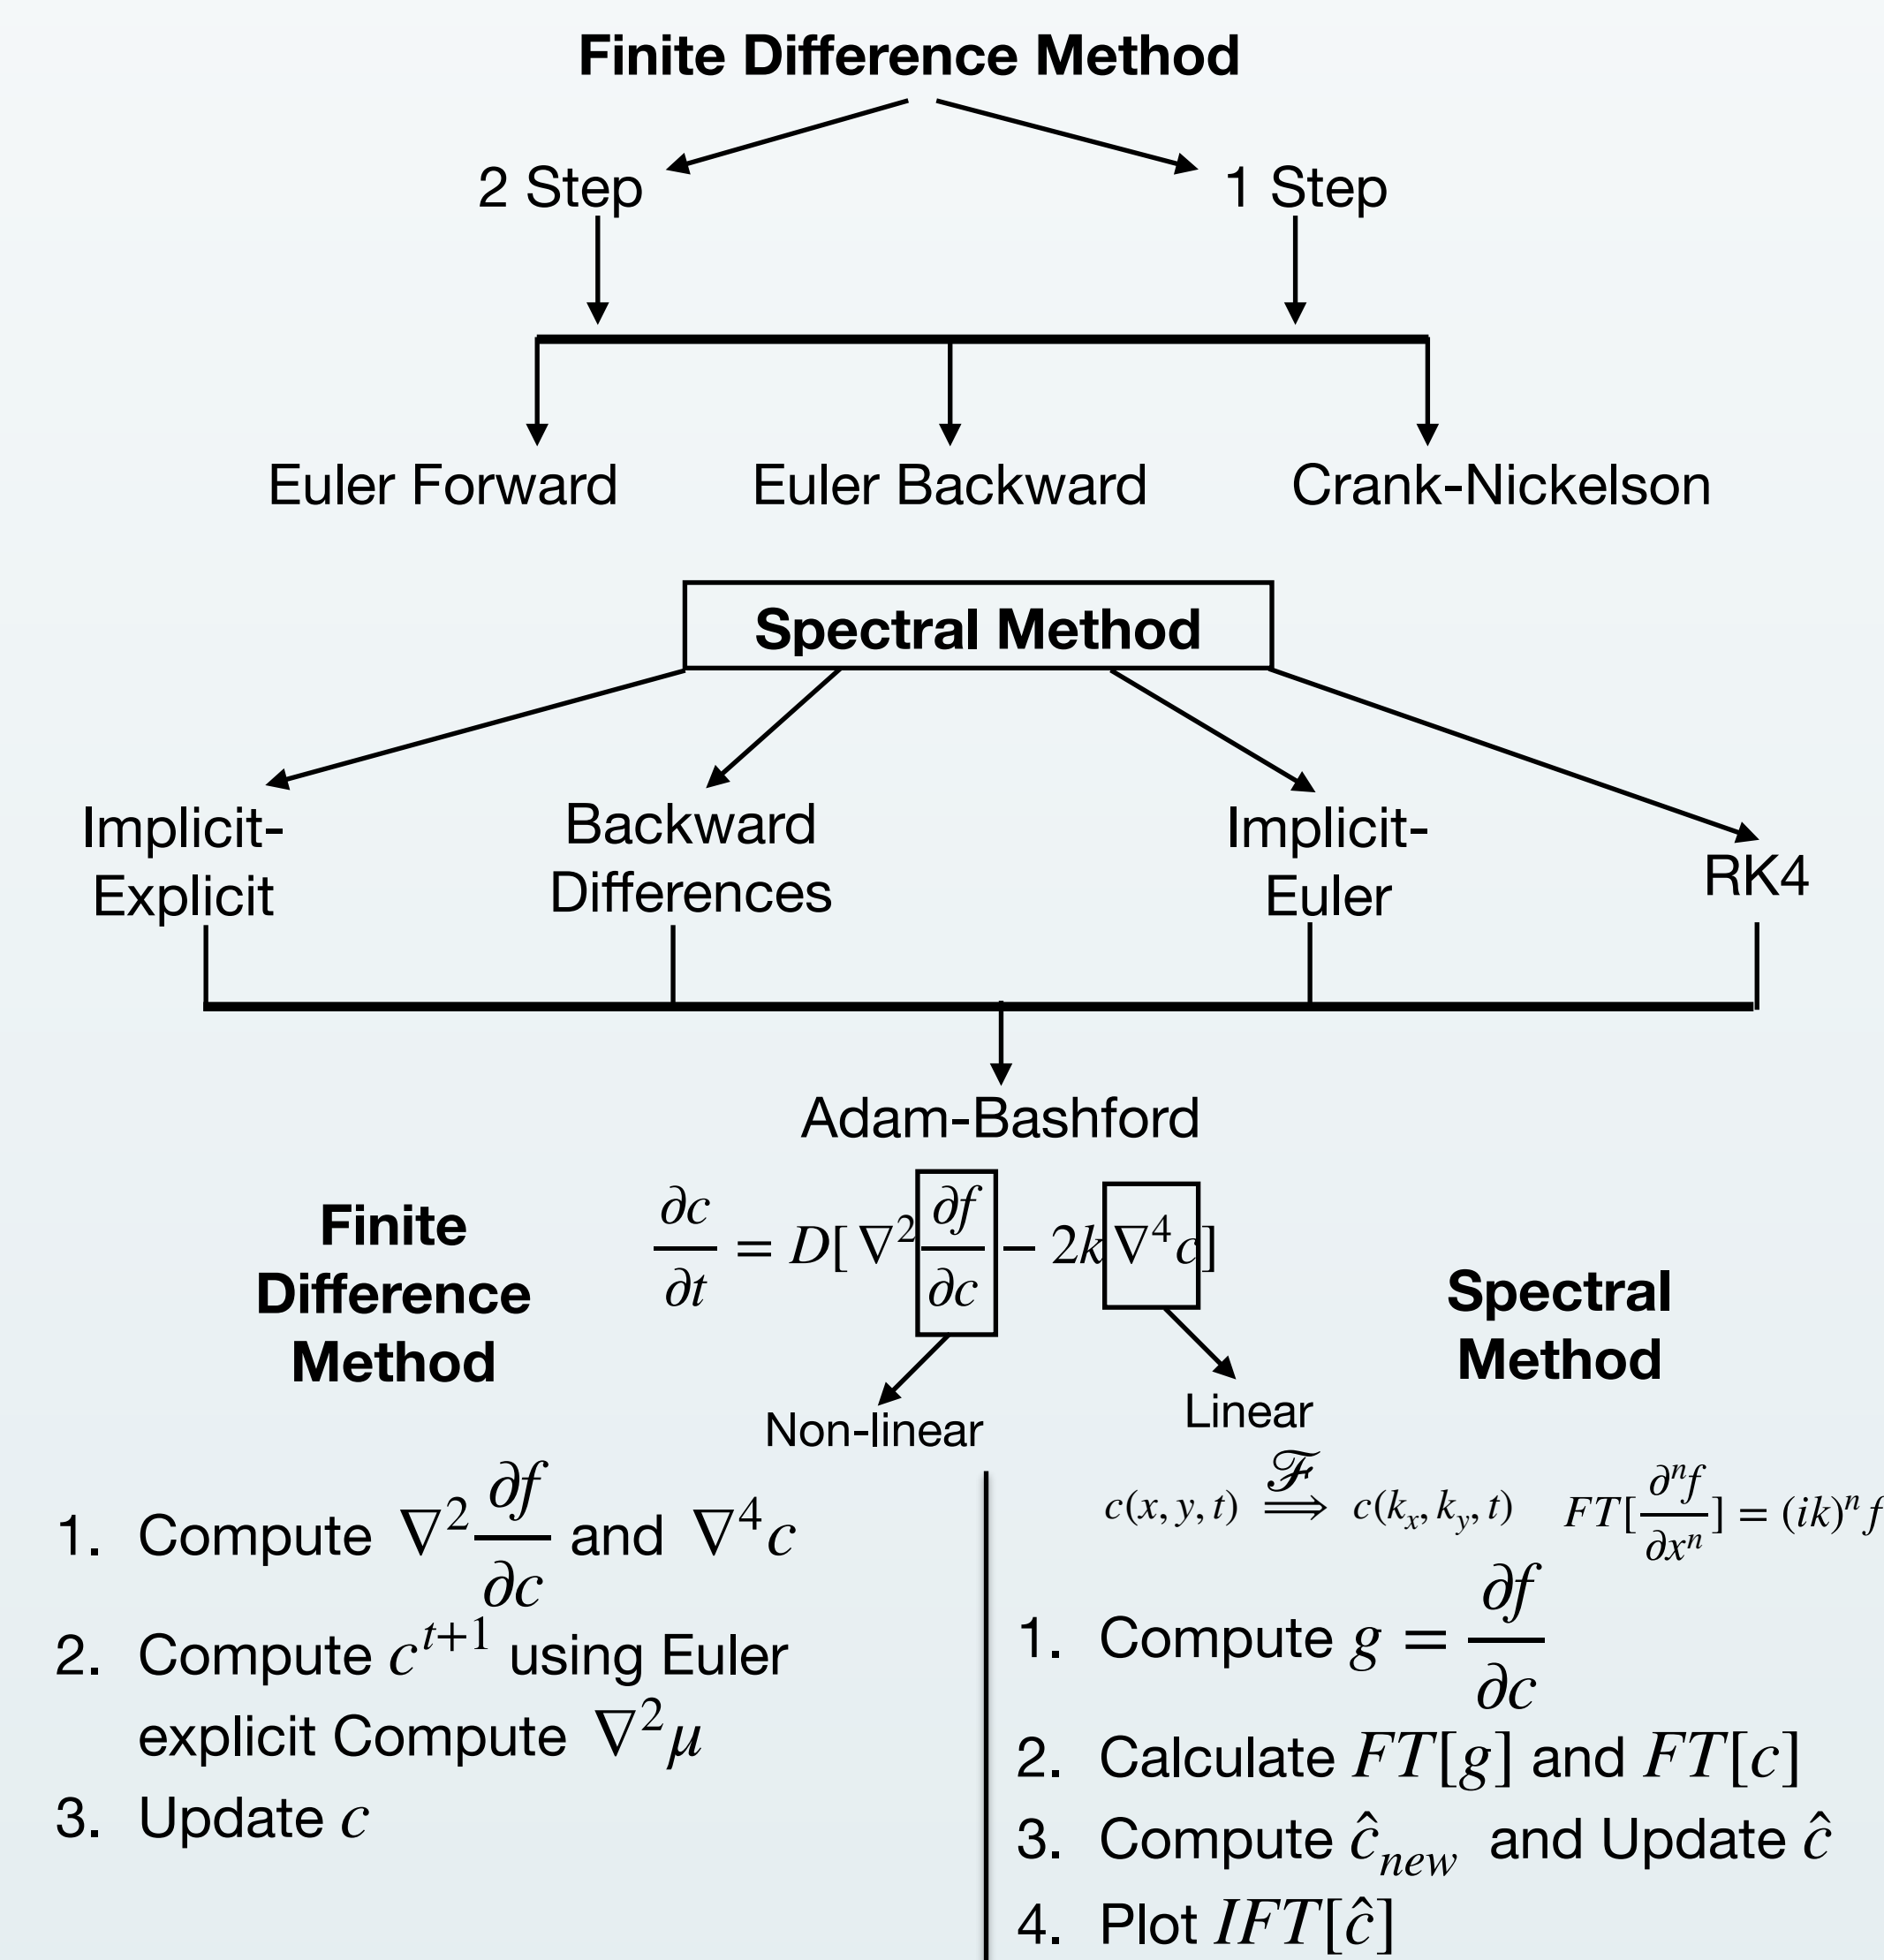 Finite Difference Method
2 Step
1 Step
Euler Forward
Euler Backward
Crank-Nickelson
Spectral Method
Implicit-
Explicit
Backward
Differences
Implicit-
Euler
RK4
Adam-Bashford
Finite
Difference
Method
∂c/∂t = D[ ∇²∂f/∂c − 2k∇⁴c]
Non-linear
Linear
Spectral
Method
1. Compute ∇²∂f/∂c and ∇⁴c
2. Compute cᵗ⁺¹ using Euler
explicit Compute ∇²μ
3. Update c
c(x, y, t) ⟹ℱ c(kₓ, k_y, t) FT[∂ⁿf/∂xⁿ] = (ik)ⁿf
1. Compute g = ∂f/∂c
2. Calculate FT[g] and FT[c]
3. Compute ĉ_new and Update ĉ
4. Plot IFT[ĉ]